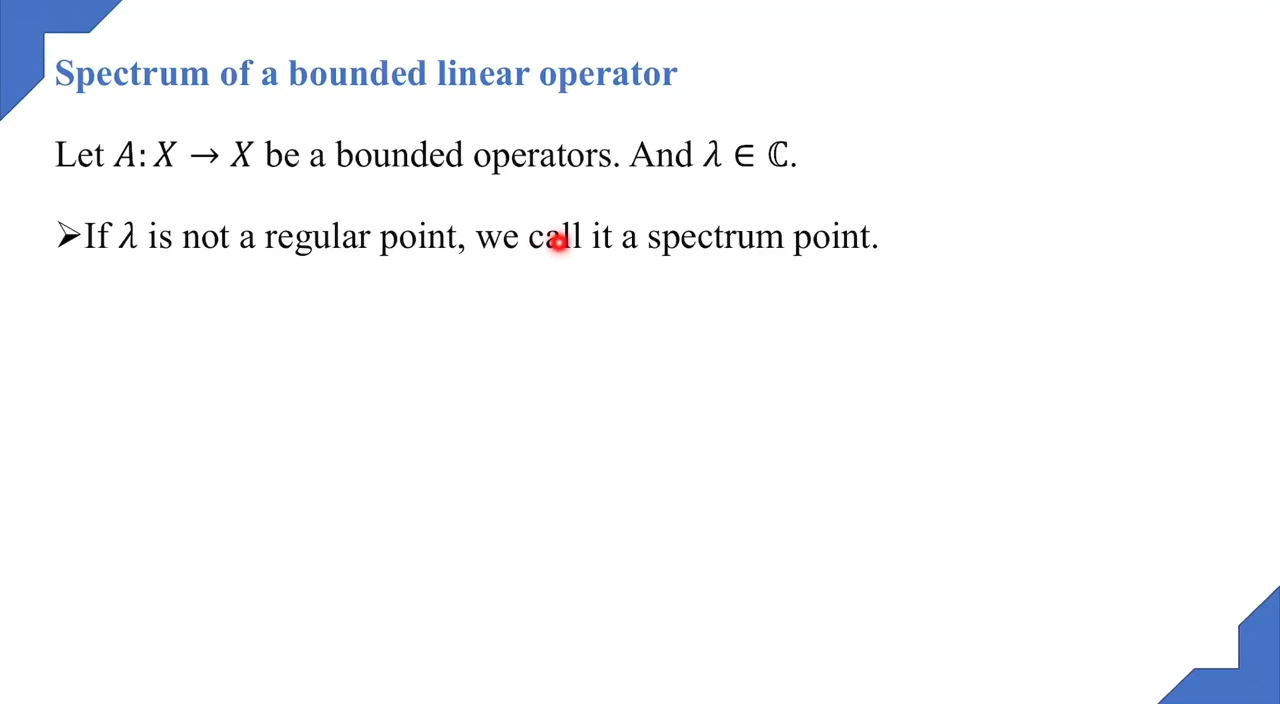 Spectrum of a bounded linear operator
Let A: X → X be a bounded operators. And λ ∈ ℂ.
➢If λ is not a regular point, we call it a spectrum point.